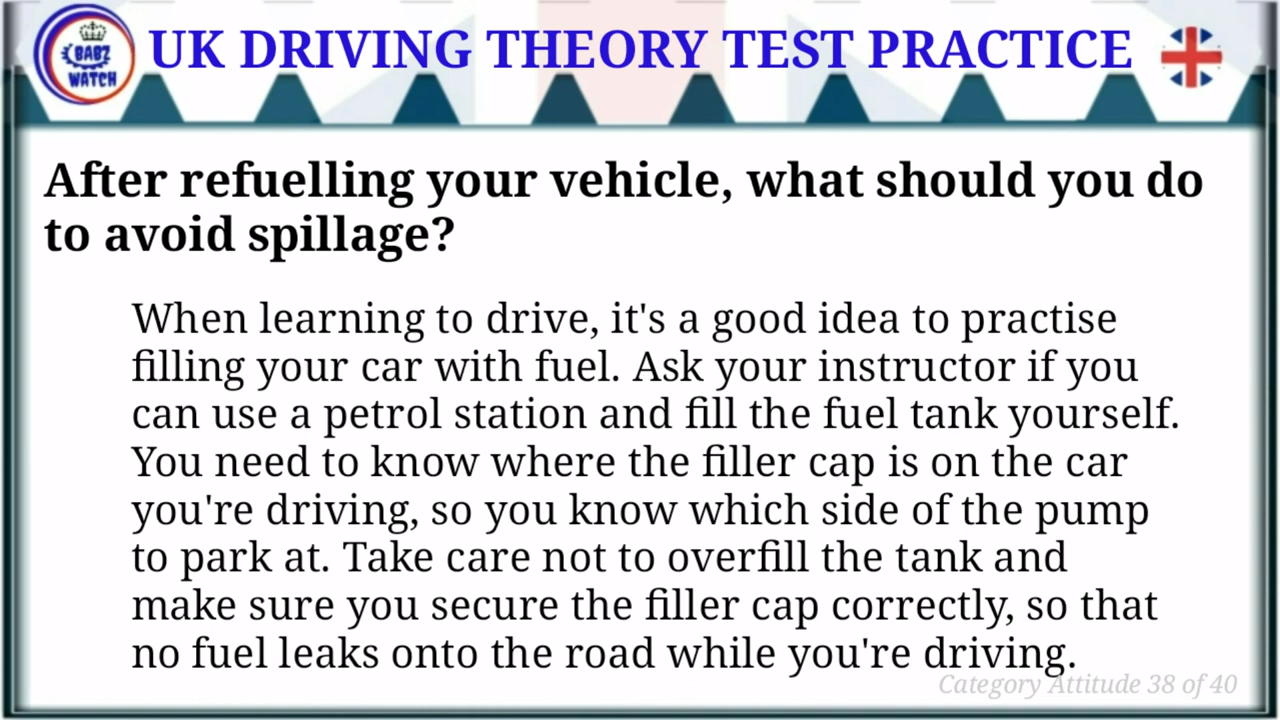 BABZ
WATCH
UK DRIVING THEORY TEST PRACTICE
After refuelling your vehicle, what should you do
to avoid spillage?
When learning to drive, it's a good idea to practise
filling your car with fuel. Ask your instructor if you
can use a petrol station and fill the fuel tank yourself.
You need to know where the filler cap is on the car
you're driving, so you know which side of the pump
to park at. Take care not to overfill the tank and
make sure you secure the filler cap correctly, so that
no fuel leaks onto the road while you're driving.
Category Attitude 38 of 40